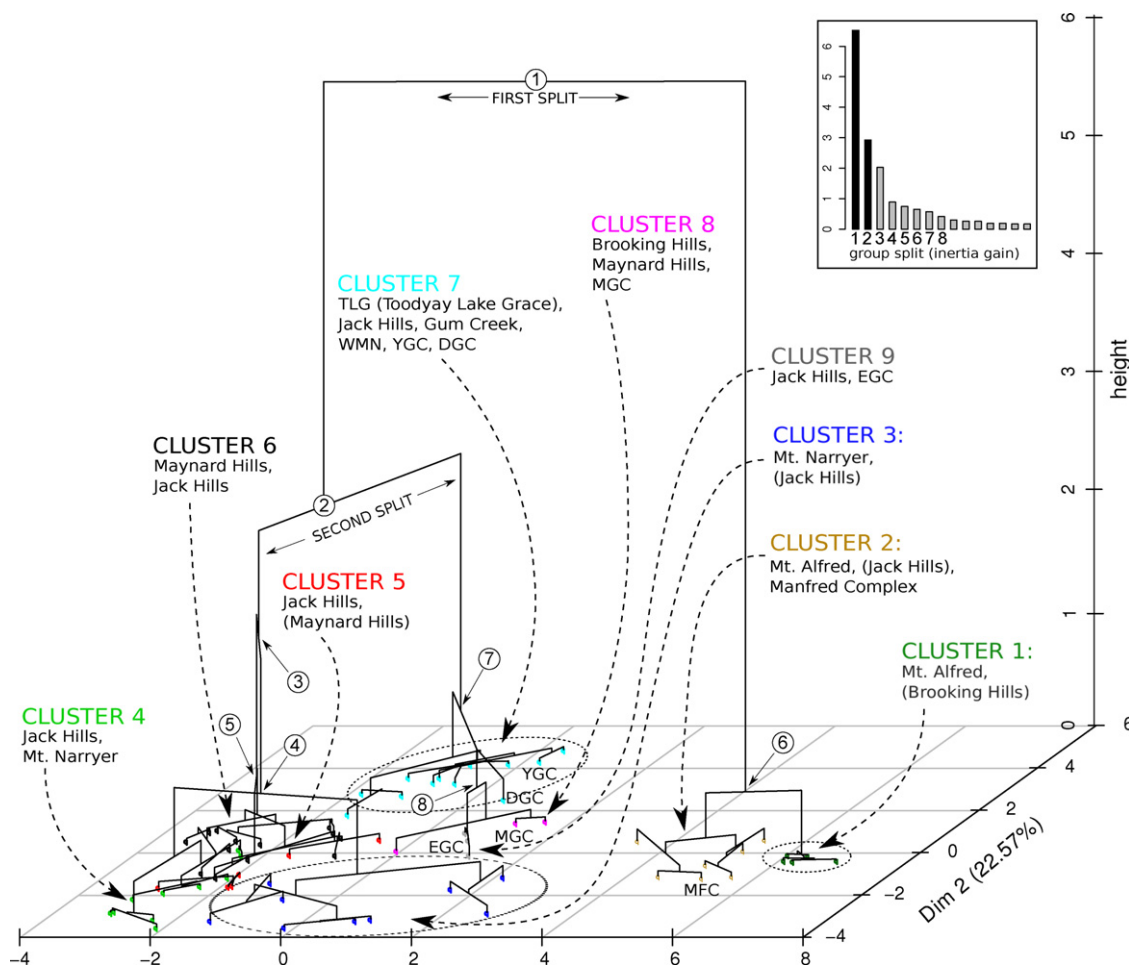 6
①
FIRST SPLIT
6
5
4
3
2
1
0
1 2 3 4 5 6 7 8
group split (inertia gain)
5
CLUSTER 8
Brooking Hills,
Maynard Hills,
MGC
4
CLUSTER 7
TLG (Toodyay Lake Grace),
Jack Hills, Gum Creek,
WMN, YGC, DGC
CLUSTER 9
Jack Hills, EGC
3
height
CLUSTER 6
Maynard Hills,
Jack Hills
CLUSTER 3:
Mt. Narryer,
(Jack Hills)
2
②
SECOND SPLIT
CLUSTER 2:
Mt. Alfred, (Jack Hills),
Manfred Complex
CLUSTER 5
Jack Hills,
(Maynard Hills)
1
CLUSTER 1:
Mt. Alfred,
(Brooking Hills)
③
⑦
CLUSTER 4
Jack Hills,
Mt. Narryer
⑤
④
⑥
0
6
YGC
4
⑧
DGC
2
MGC
EGC
0
MFC
−2
Dim 2 (22.57%)
−4
−4
−2
0
2
4
6
8